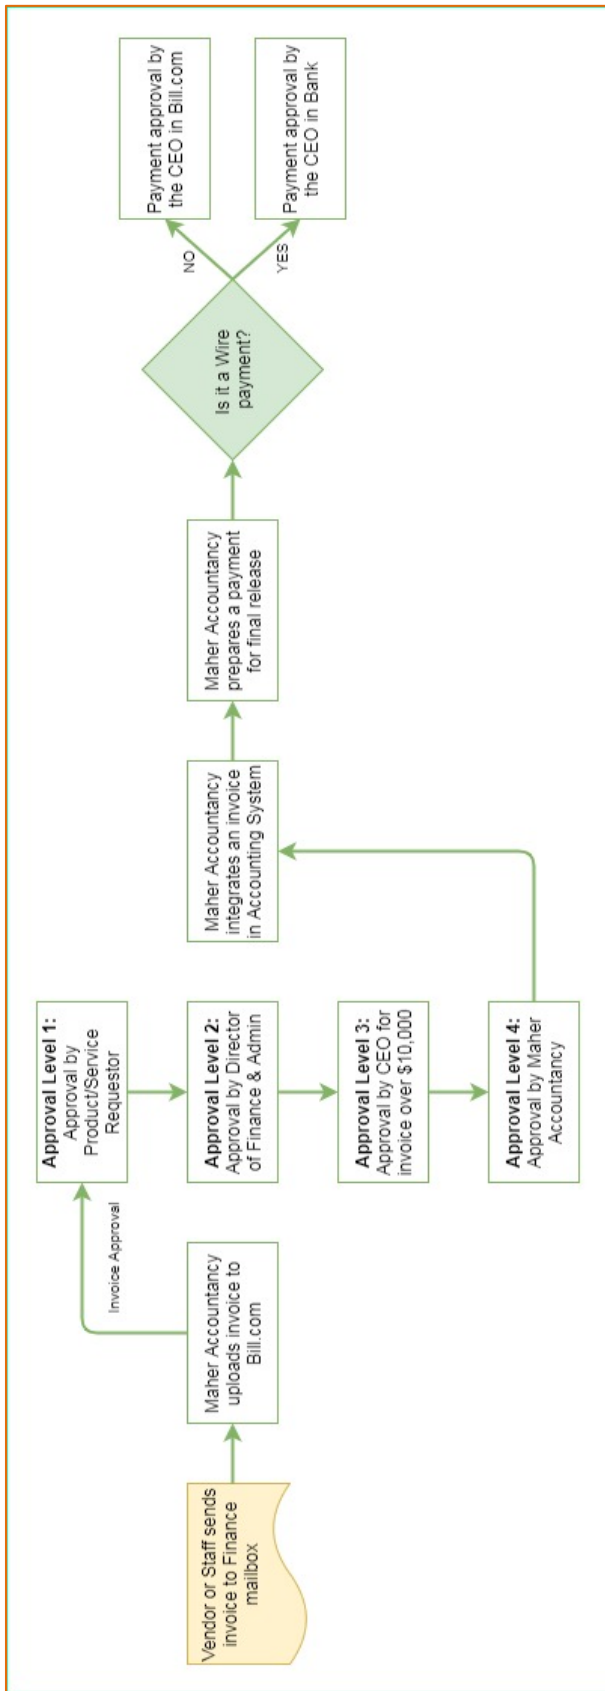 Vendor or Staff sends
invoice to Finance
mailbox
Maher Accountancy
uploads invoice to
Bill.com
Invoice Approval
Approval Level 1:
Approval by
Product/Service
Requestor
Approval Level 2:
Approval by Director
of Finance & Admin
Approval Level 3:
Approval by CEO for
invoice over $10,000
Approval Level 4:
Approval by Maher
Accountancy
Maher Accountancy
integrates an invoice
in Accounting System
Maher Accountancy
prepares a payment
for final release
Is it a Wire
payment?
NO
Payment approval by
the CEO in Bill.com
YES
Payment approval by
the CEO in Bank